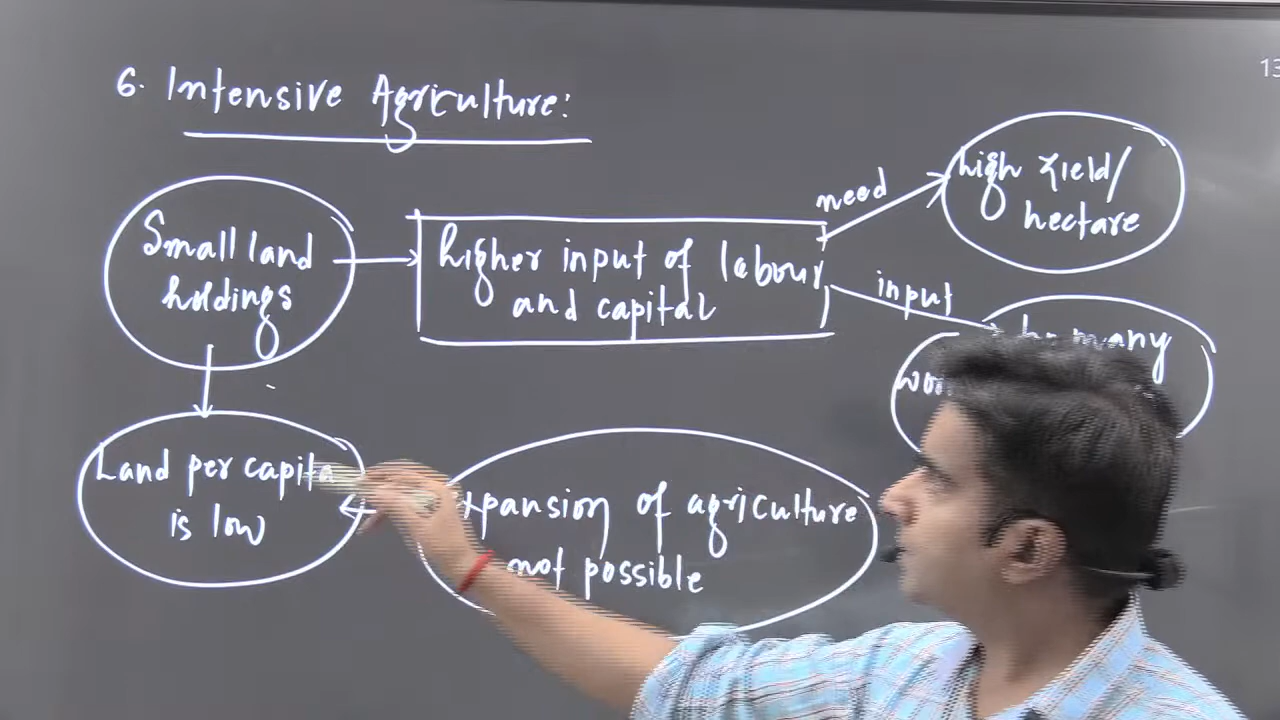 13
6. Intensive Agriculture:
Small land
holdings
higher input of labour
and capital
need
high yield/
hectare
input
many
Land per capita
is low
of agriculture
not possible